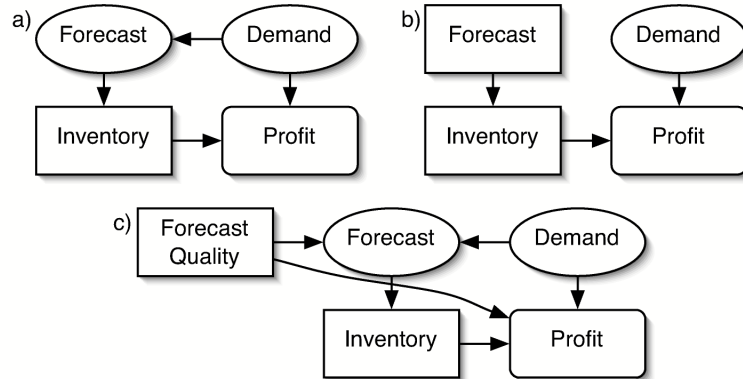 a) Forecast Demand
Inventory Profit
b) Forecast Demand
Inventory Profit
c) Forecast
Quality Forecast Demand
Inventory Profit